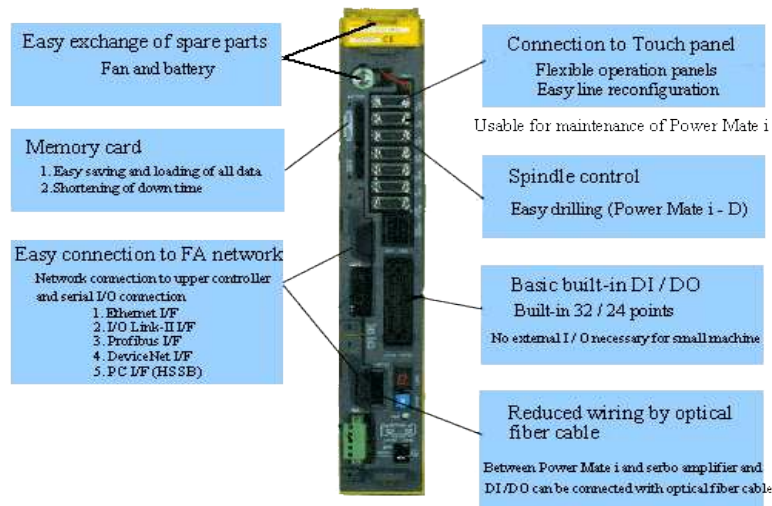 Easy exchange of spare parts
Fan and battery
Memory card
1. Easy saving and loading of all data
2.Shortening of down time
Easy connection to FA network
Network connection to upper controller
and serial I/O connection
1. Ethernet I/F
2. I/O Link-II I/F
3. Profibus I/F
4. DeviceNet I/F
5. PC I/F (HSSB)
Connection to Touch panel
Flexible operation panels
Easy line reconfiguration
Usable for maintenance of Power Mate i
Spindle control
Easy drilling (Power Mate i - D)
Basic built-in DI / DO
Built-in 32 / 24 points
No external I / O necessary for small machine
Reduced wiring by optical
fiber cable
Between Power Mate i and serbo amplifier and
DI /DO can be connected with optical fiber cable